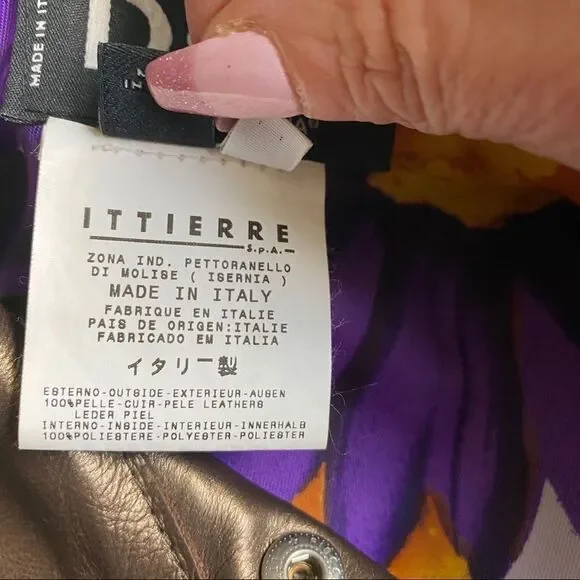 MADE IN IT
D
ITTIERRE
S.p.A.
ZONA IND. PETTORANELLO
DI MOLISE ( ISERNIA )
MADE IN ITALY
FABRIQUE EN ITALIE
PAIS DE ORIGEN:ITALIE
FABRICADO EM ITALIA
イタリー製
ESTERNO-OUTSIDE-EXTERIEUR-AUSEN
100%PELLE-CUIR-PELE LEATHERS
LEDER PIEL
INTERNO-INSIDE-INTERIEUR-INNERHALB
100%POLIESTERE-POLYESTER-POLIESTER